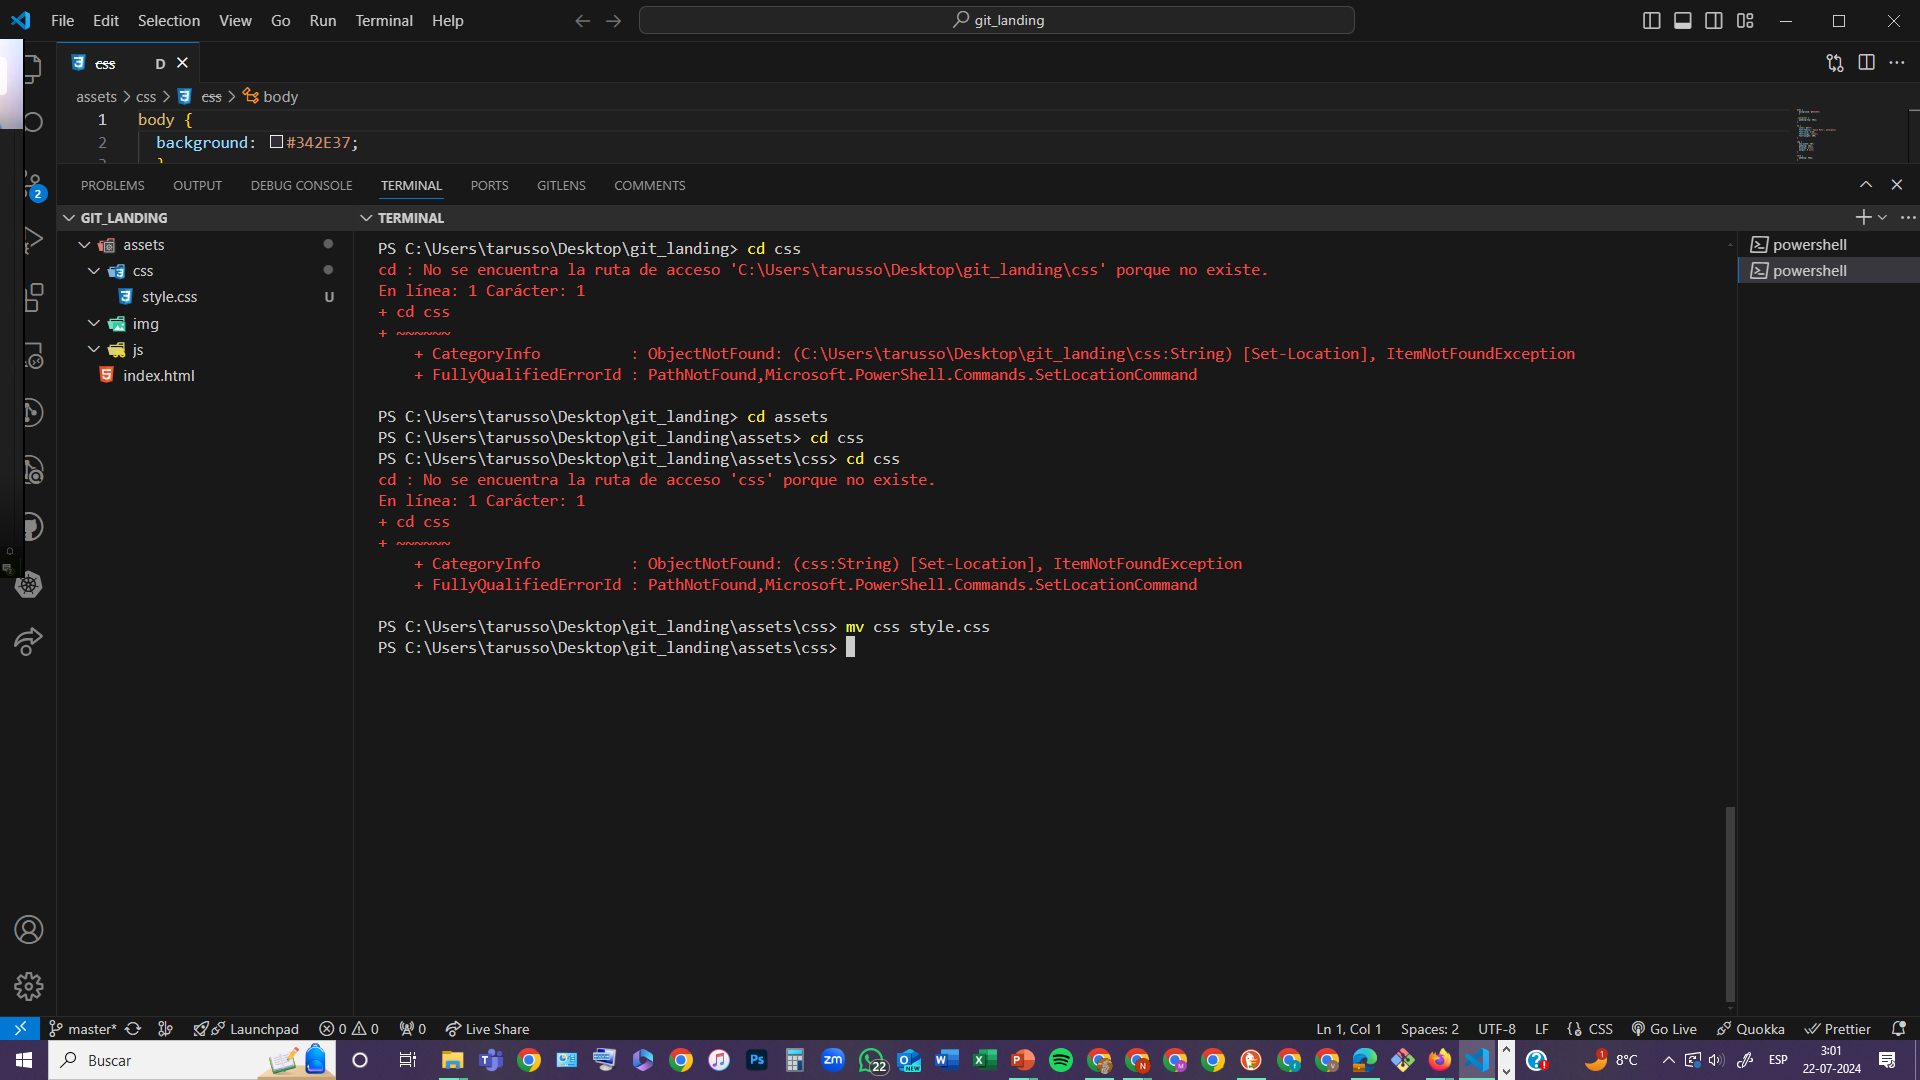 File Edit Selection View Go Run Terminal Help
git_landing
css D
assets > css > css > body
1 body {
2 background: #342E37;
3 }
PROBLEMS OUTPUT DEBUG CONSOLE TERMINAL PORTS GITLENS COMMENTS
2
GIT_LANDING
assets
css
style.css U
img
js
index.html
TERMINAL
PS C:\Users\tarusso\Desktop\git_landing> cd css
cd : No se encuentra la ruta de acceso 'C:\Users\tarusso\Desktop\git_landing\css' porque no existe.
En línea: 1 Carácter: 1
+ cd css
+ ~~~~~~
+ CategoryInfo : ObjectNotFound: (C:\Users\tarusso\Desktop\git_landing\css:String) [Set-Location], ItemNotFoundException
+ FullyQualifiedErrorId : PathNotFound,Microsoft.PowerShell.Commands.SetLocationCommand
PS C:\Users\tarusso\Desktop\git_landing> cd assets
PS C:\Users\tarusso\Desktop\git_landing\assets> cd css
PS C:\Users\tarusso\Desktop\git_landing\assets\css> cd css
cd : No se encuentra la ruta de acceso 'css' porque no existe.
En línea: 1 Carácter: 1
+ cd css
+ ~~~~~~
+ CategoryInfo : ObjectNotFound: (css:String) [Set-Location], ItemNotFoundException
+ FullyQualifiedErrorId : PathNotFound,Microsoft.PowerShell.Commands.SetLocationCommand
PS C:\Users\tarusso\Desktop\git_landing\assets\css> mv css style.css
PS C:\Users\tarusso\Desktop\git_landing\assets\css>
powershell
powershell
master* Launchpad 0 0 0 Live Share
Ln 1, Col 1 Spaces: 2 UTF-8 LF {} CSS Go Live Quokka Prettier
Buscar
22
8°C
ESP
3:01
22-07-2024